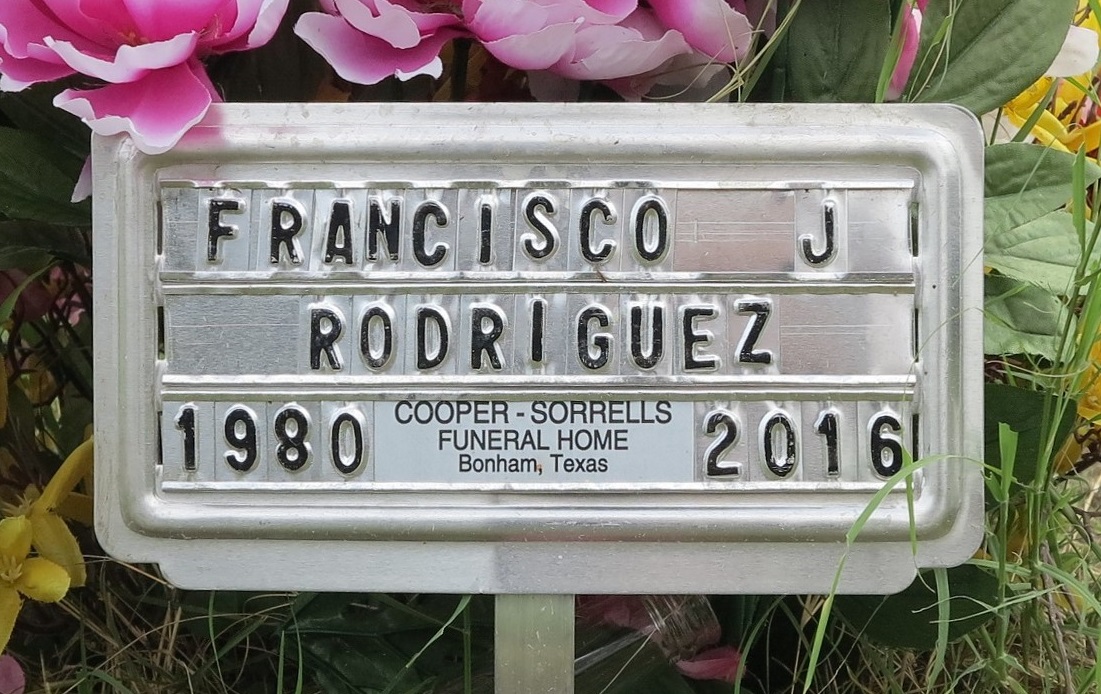 FRANCISCO J
RODRIGUEZ
1980 COOPER - SORRELLS 2016
FUNERAL HOME
Bonham, Texas